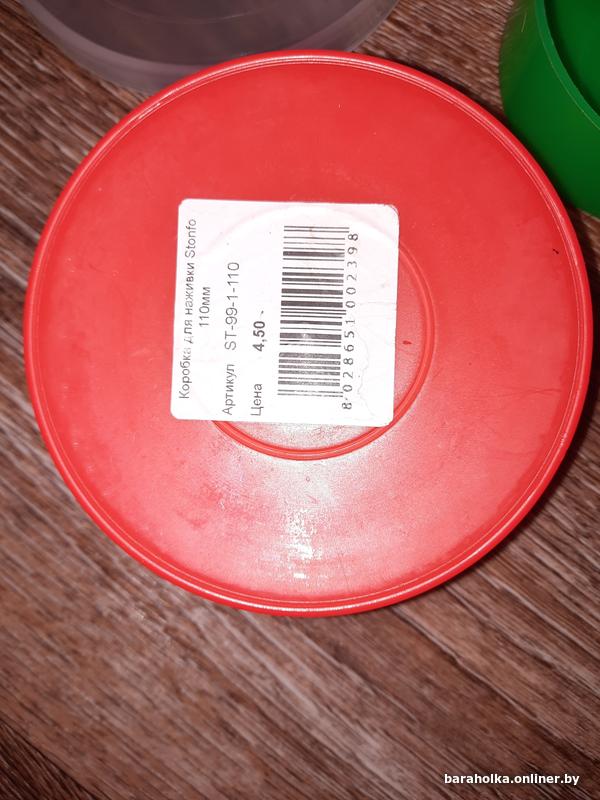 Коробка для наживки Stonfo
110мм
Артикул ST-99-1-110
Цена 4,50
8 028651 002398
baraholka.onliner.by